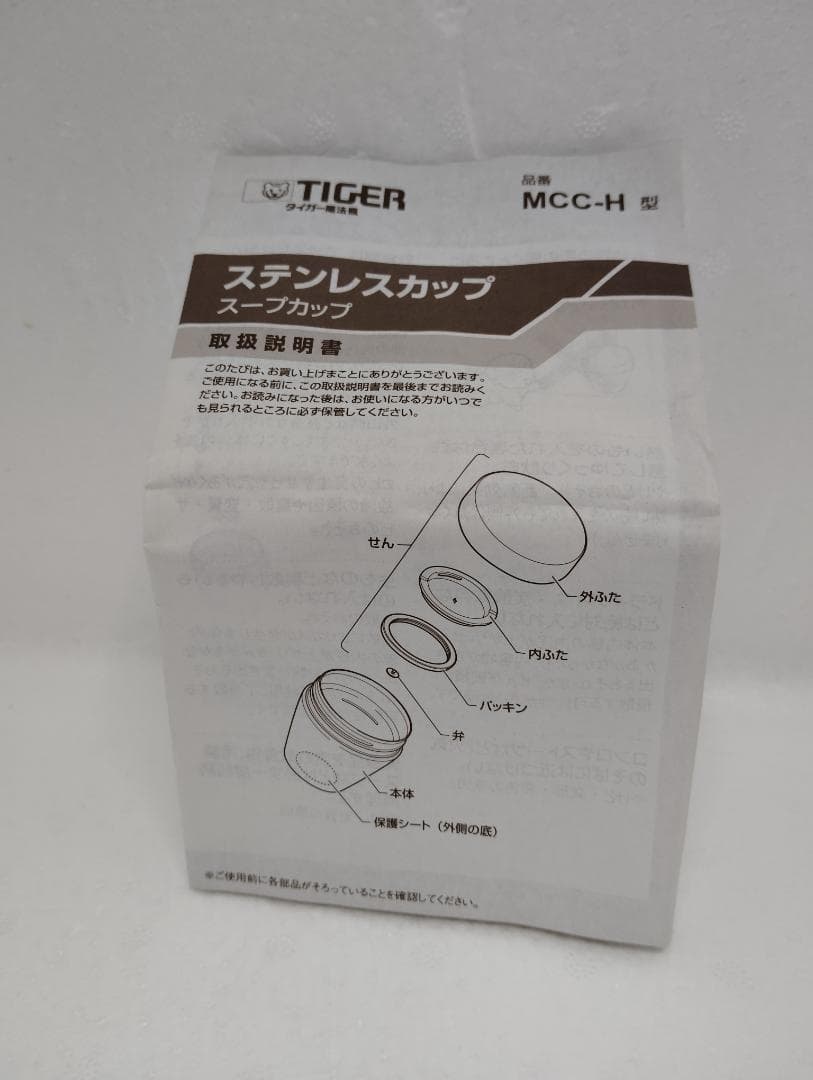 TIGER
タイガー魔法瓶
品番
MCC-H 型
ステンレスカップ
スープカップ
取扱説明書
このたびは、お買い上げまことにありがとうございます。
ご使用になる前に、この取扱説明書を最後までお読みく
ださい。お読みになった後は、お使いになる方がいつで
も見られるところに必ず保管してください。
せん
外ふた
内ふた
パッキン
弁
本体
保護シート（外側の底）
※ご使用前に各部品がそろっていることを確認してください。